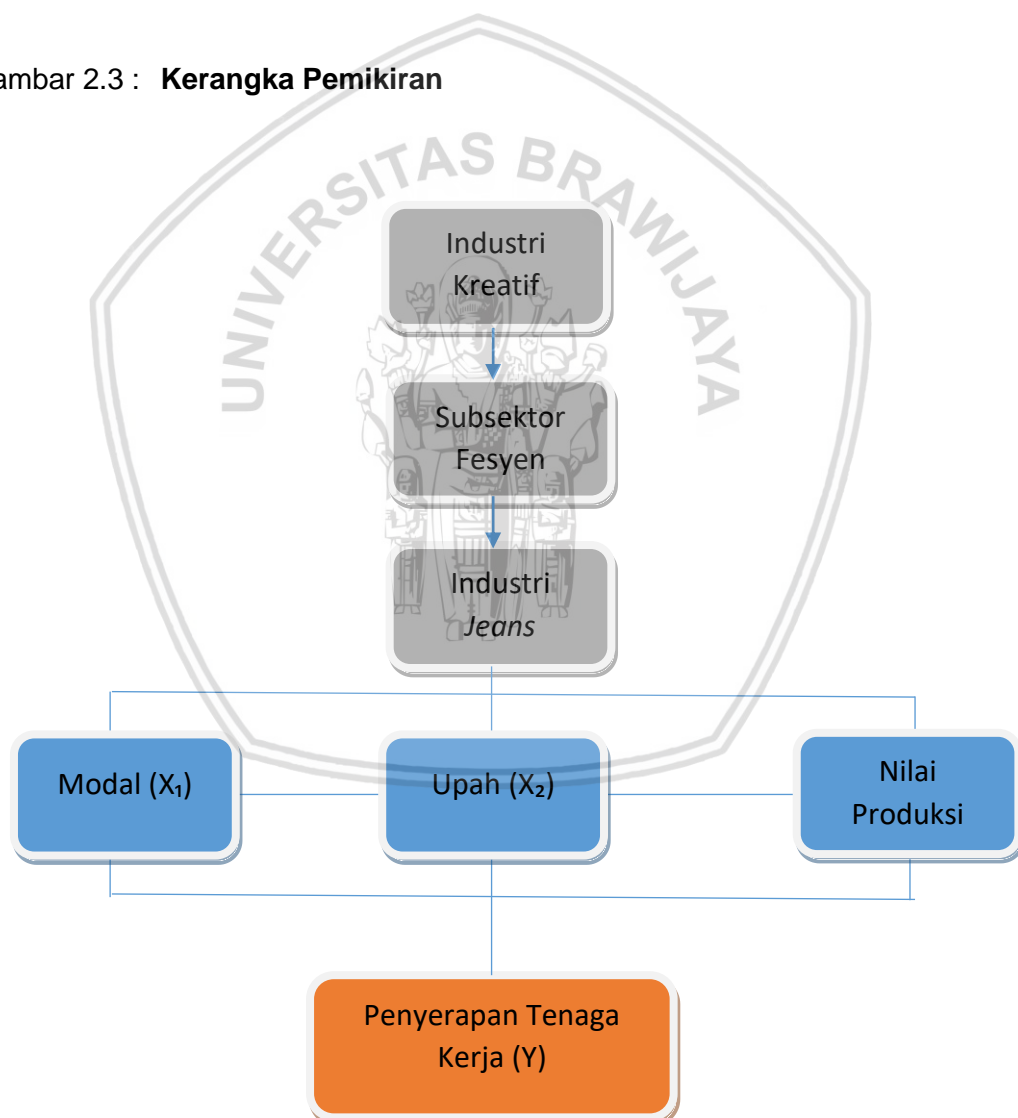 ambar 2.3 : Kerangka Pemikiran
UNIVERSITAS BRAWIJAYA
Industri
Kreatif
Subsektor
Fesyen
Industri
Jeans
Modal (X₁)
Upah (X₂)
Nilai
Produksi
Penyerapan Tenaga
Kerja (Y)